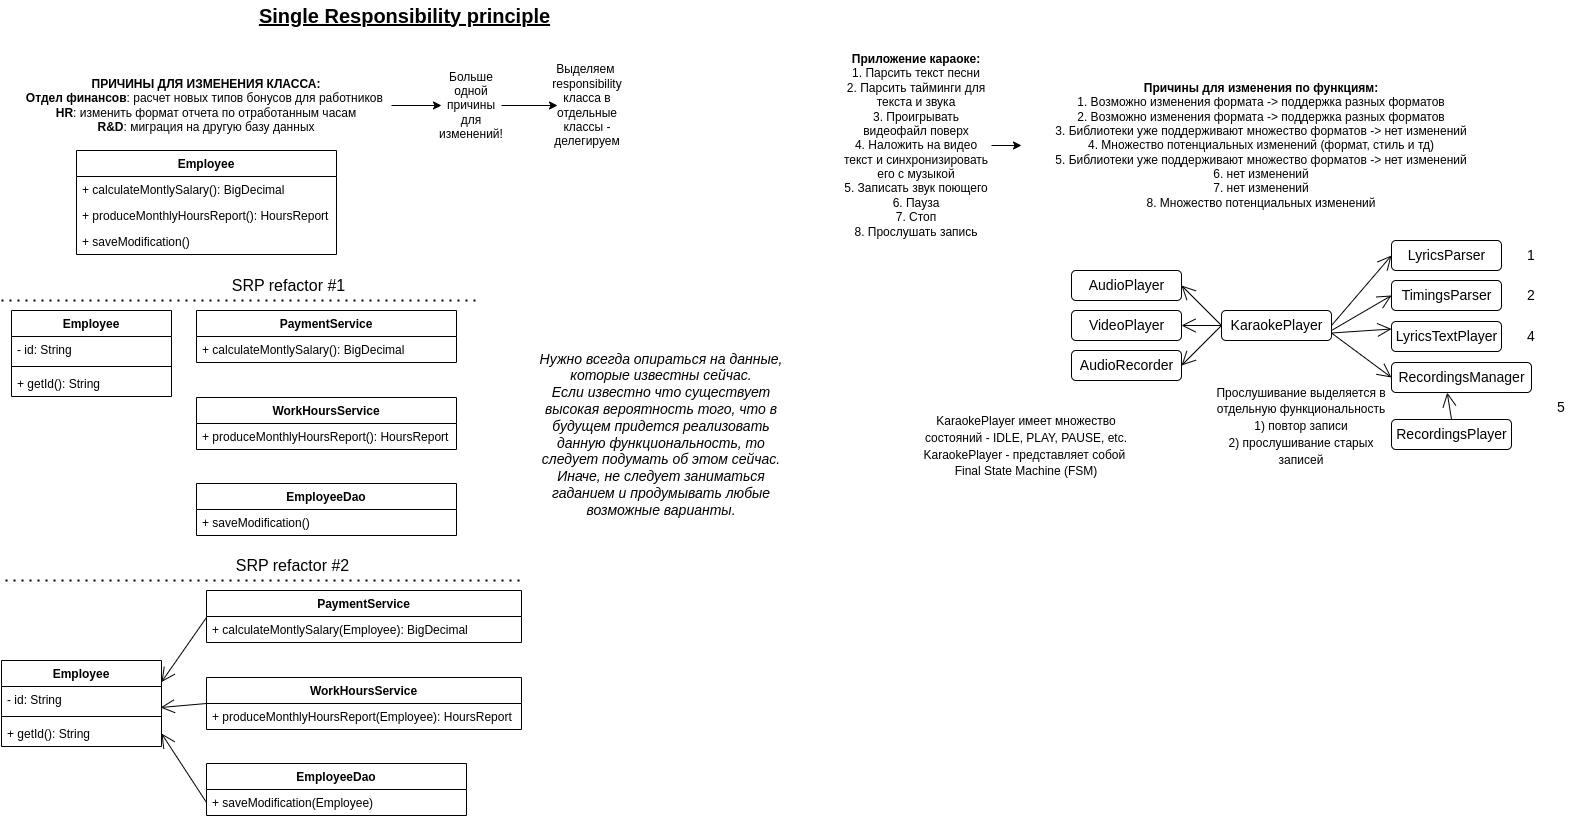 Single Responsibility principle
ПРИЧИНЫ ДЛЯ ИЗМЕНЕНИЯ КЛАССА:
Отдел финансов: расчет новых типов бонусов для работников
HR: изменить формат отчета по отработанным часам
R&D: миграция на другую базу данных
Больше
одной
причины
для
изменений!
Выделяем
responsibility
класса в
отдельные
классы -
делегируем
Employee
+ calculateMontlySalary(): BigDecimal
+ produceMonthlyHoursReport(): HoursReport
+ saveModification()
SRP refactor #1
Employee
- id: String
+ getId(): String
PaymentService
+ calculateMontlySalary(): BigDecimal
WorkHoursService
+ produceMonthlyHoursReport(): HoursReport
EmployeeDao
+ saveModification()
Нужно всегда опираться на данные,
которые известны сейчас.
Если известно что существует
высокая вероятность того, что в
будущем придется реализовать
данную функциональность, то
следует подумать об этом сейчас.
Иначе, не следует заниматься
гаданием и продумывать любые
возможные варианты.
SRP refactor #2
PaymentService
+ calculateMontlySalary(Employee): BigDecimal
Employee
- id: String
+ getId(): String
WorkHoursService
+ produceMonthlyHoursReport(Employee): HoursReport
EmployeeDao
+ saveModification(Employee)
Приложение караоке:
1. Парсить текст песни
2. Парсить тайминги для
текста и звука
3. Проигрывать
видеофайл поверх
4. Наложить на видео
текст и синхронизировать
его с музыкой
5. Записать звук поющего
6. Пауза
7. Стоп
8. Прослушать запись
Причины для изменения по функциям:
1. Возможно изменения формата -> поддержка разных форматов
2. Возможно изменения формата -> поддержка разных форматов
3. Библиотеки уже поддерживают множество форматов -> нет изменений
4. Множество потенциальных изменений (формат, стиль и тд)
5. Библиотеки уже поддерживают множество форматов -> нет изменений
6. нет изменений
7. нет изменений
8. Множество потенциальных изменений
AudioPlayer
VideoPlayer
AudioRecorder
KaraokePlayer
LyricsParser
1
TimingsParser
2
LyricsTextPlayer
4
RecordingsManager
5
RecordingsPlayer
Прослушивание выделяется в
отдельную функциональность
1) повтор записи
2) прослушивание старых
записей
KaraokePlayer имеет множество
состояний - IDLE, PLAY, PAUSE, etc.
KaraokePlayer - представляет собой
Final State Machine (FSM)